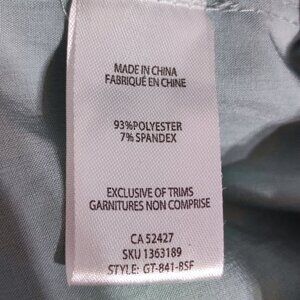 MADE IN CHINA
FABRIQUÉ EN CHINE
93%POLYESTER
7% SPANDEX
EXCLUSIVE OF TRIMS
GARNITURES NON COMPRISE
CA 52427
SKU 1363189
STYLE: GT-841-BSF